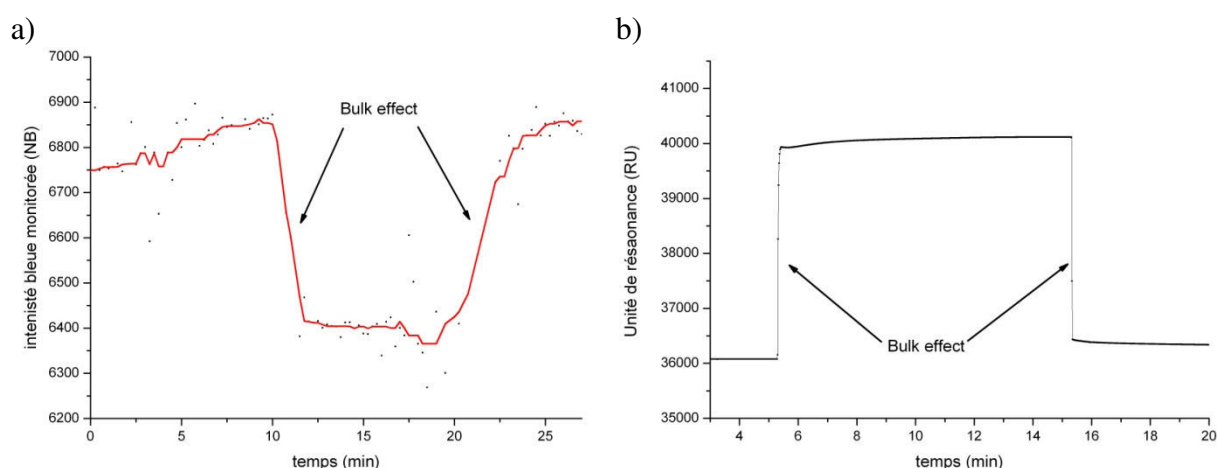 a)
7000
6900
6800
6700
6600
6500
6400
6300
6200
intenisté bleue monitorée (NB)
Bulk effect
0 5 10 15 20 25
temps (min)
b)
41000
40000
39000
38000
37000
36000
35000
Unité de résaonance (RU)
Bulk effect
4 6 8 10 12 14 16 18 20
temps (min)